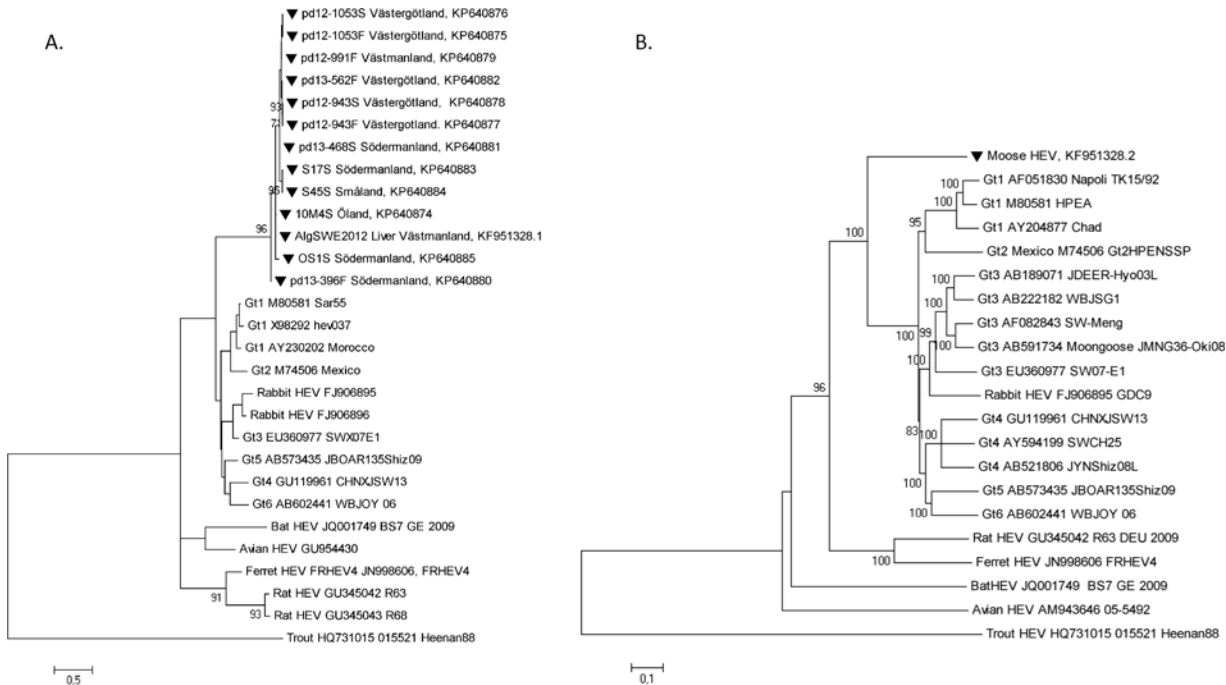 A.
pd12-1053S Västergötland, KP640876
pd12-1053F Västergötland, KP640875
pd12-991F Västmanland, KP640879
pd13-562F Västergötland, KP640882
pd12-943S Västergötland, KP640878
93
pd12-943F Västergotland. KP640877
71
pd13-468S Södermanland, KP640881
S17S Södermanland, KP640883
S45S Småland, KP640884
95
10M4S Öland, KP640874
96
AlgSWE2012 Liver Västmanland, KF951328.1
OS1S Södermanland, KP640885
pd13-396F Södermanland, KP640880
Gt1 M80581 Sar55
Gt1 X98292 hev037
Gt1 AY230202 Morocco
Gt2 M74506 Mexico
Rabbit HEV FJ906895
Rabbit HEV FJ906896
Gt3 EU360977 SWX07E1
Gt5 AB573435 JBOAR135Shiz09
Gt4 GU119961 CHNXJSW13
Gt6 AB602441 WBJOY 06
Bat HEV JQ001749 BS7 GE 2009
Avian HEV GU954430
Ferret HEV FRHEV4 JN998606, FRHEV4
91
Rat HEV GU345042 R63
93
Rat HEV GU345043 R68
Trout HQ731015 015521 Heenan88
0.5
B.
Moose HEV, KF951328.2
100
Gt1 AF051830 Napoli TK15/92
100
Gt1 M80581 HPEA
95
Gt1 AY204877 Chad
100
Gt2 Mexico M74506 Gt2HPENSSP
Gt3 AB189071 JDEER-Hyo03L
100
Gt3 AB222182 WBJSG1
Gt3 AF082843 SW-Meng
100
99
100
Gt3 AB591734 Moongoose JMNG36-Oki08
100
Gt3 EU360977 SW07-E1
96
Rabbit HEV FJ906895 GDC9
Gt4 GU119961 CHNXJSW13
83
100
Gt4 AY594199 SWCH25
Gt4 AB521806 JYNShiz08L
100
Gt5 AB573435 JBOAR135Shiz09
100
Gt6 AB602441 WBJOY 06
Rat HEV GU345042 R63 DEU 2009
100
Ferret HEV JN998606 FRHEV4
BatHEV JQ001749 BS7 GE 2009
Avian HEV AM943646 05-5492
Trout HEV HQ731015 015521 Heenan88
0.1